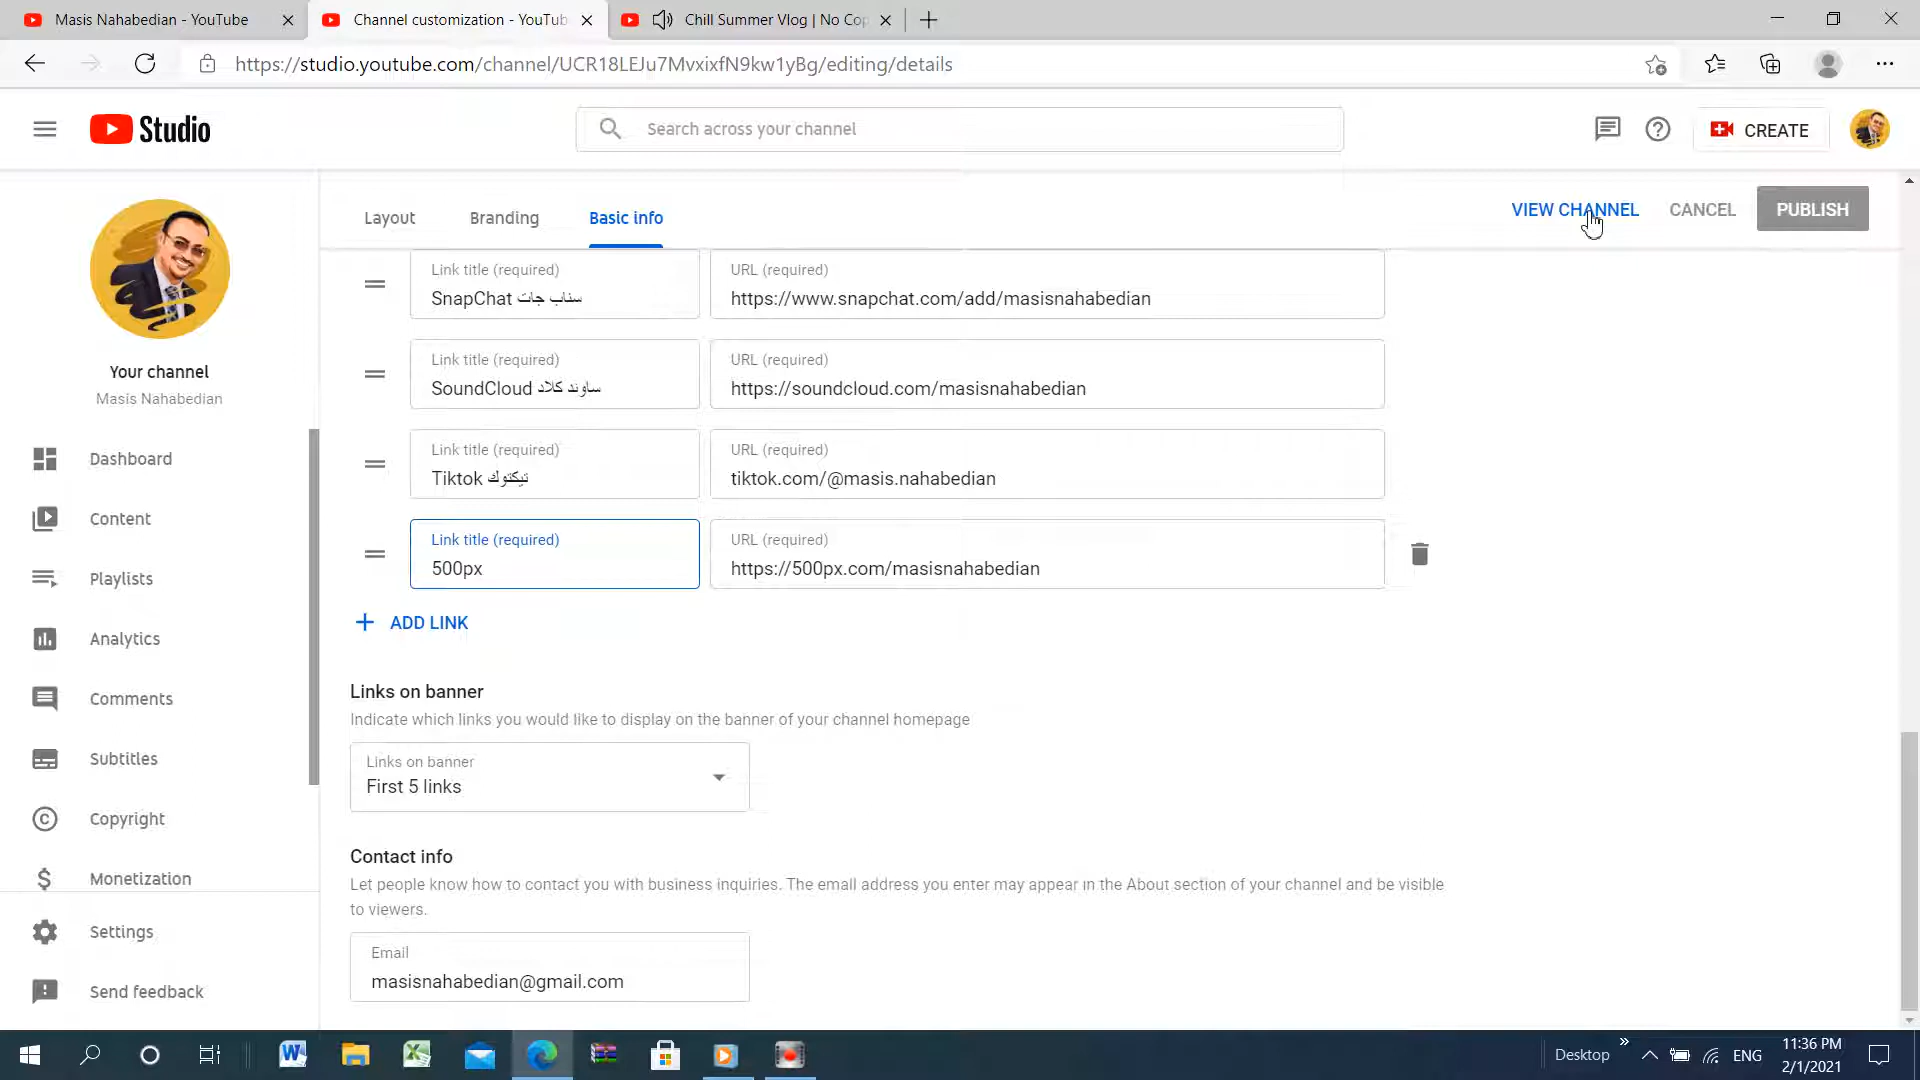 Masis Nahabedian - YouTube
Channel customization - YouTub
Chill Summer Vlog | No Cop
https://studio.youtube.com/channel/UCR18LEJu7MvxixfN9kw1yBg/editing/details
Studio
Search across your channel
CREATE
Layout
Branding
Basic info
VIEW CHANNEL
CANCEL
PUBLISH
Your channel
Masis Nahabedian
Dashboard
Content
Playlists
Analytics
Comments
Subtitles
Copyright
Monetization
Settings
Send feedback
Link title (required)
SnapChat سناب جات
URL (required)
https://www.snapchat.com/add/masisnahabedian
Link title (required)
SoundCloud ساوند كلاد
URL (required)
https://soundcloud.com/masisnahabedian
Link title (required)
Tiktok تيكتوك
URL (required)
tiktok.com/@masis.nahabedian
Link title (required)
500px
URL (required)
https://500px.com/masisnahabedian
ADD LINK
Links on banner
Indicate which links you would like to display on the banner of your channel homepage
Links on banner
First 5 links
Contact info
Let people know how to contact you with business inquiries. The email address you enter may appear in the About section of your channel and be visible
to viewers.
Email
masisnahabedian@gmail.com
Desktop
ENG
11:36 PM
2/1/2021